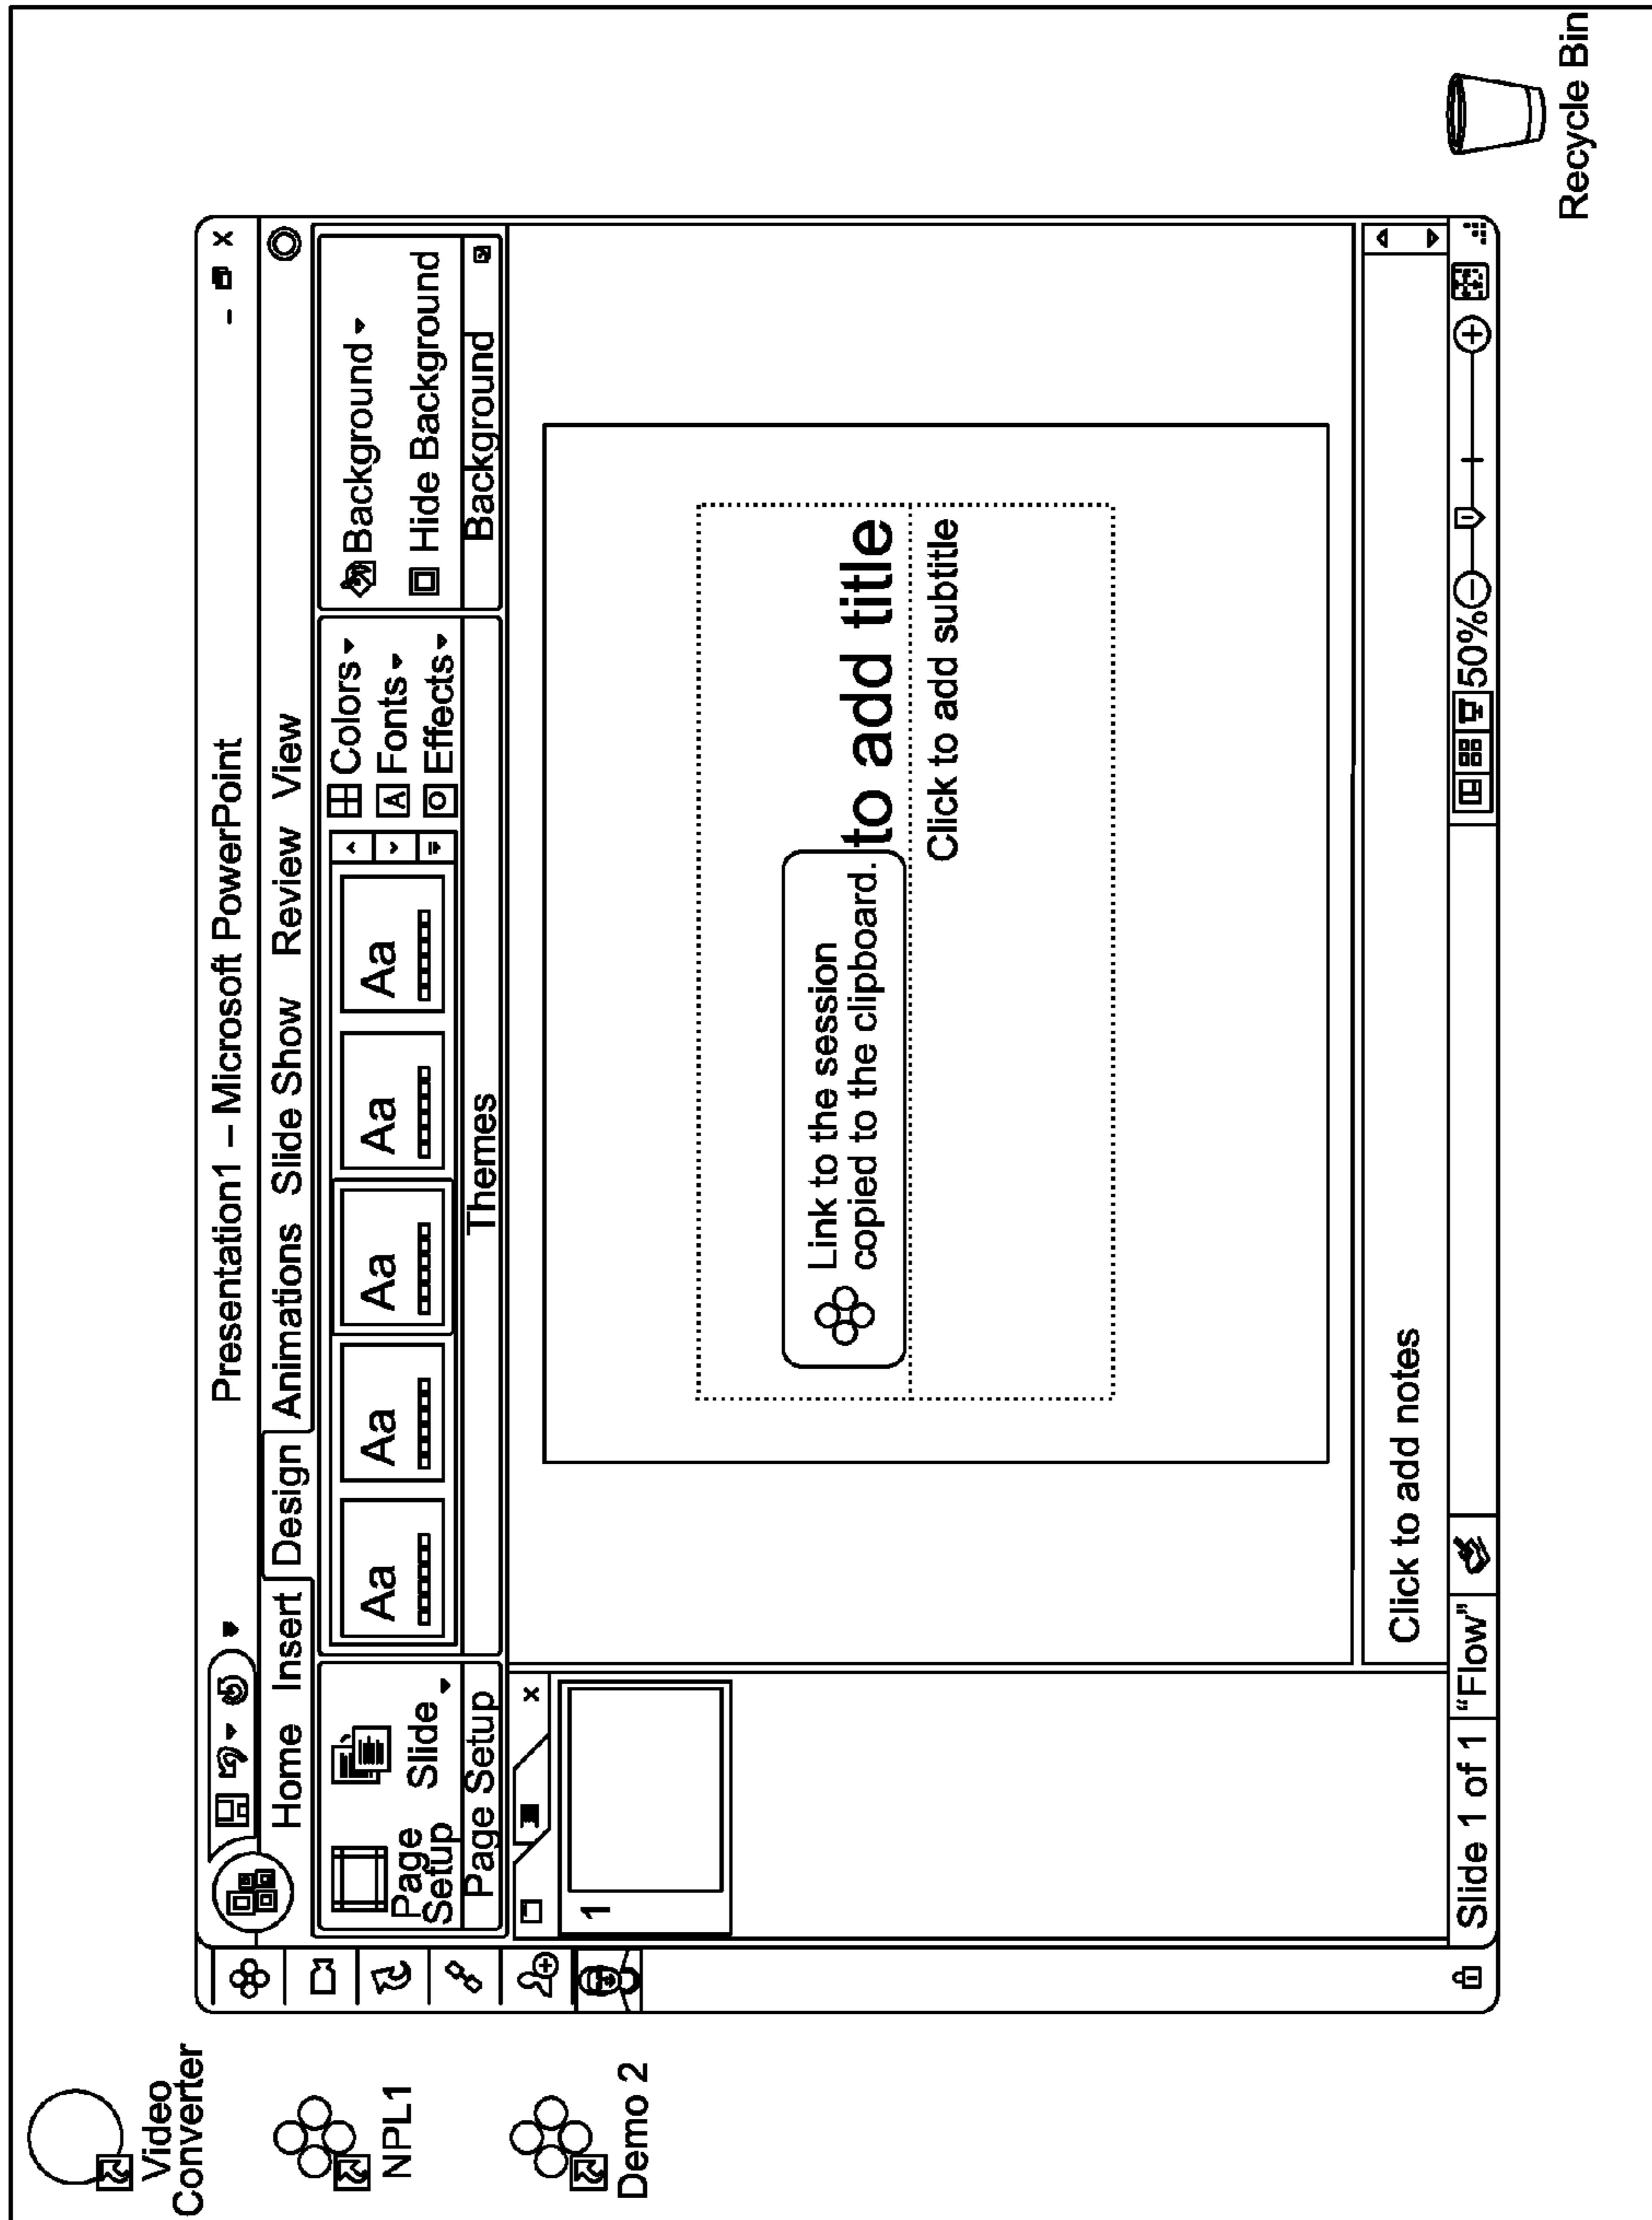 Video
Converter
NPL1
Demo 2
Presentation1 – Microsoft PowerPoint
– x
Home Insert Design Animations Slide Show Review View
Page
Setup
Slide
Page Setup
Aa Aa Aa Aa Aa
Colors
A Fonts
Effects
Themes
Background
Hide Background
Background
x
1
Link to the session
copied to the clipboard.
to add title
Click to add subtitle
Click to add notes
Slide 1 of 1 “Flow” 50%
Recycle Bin